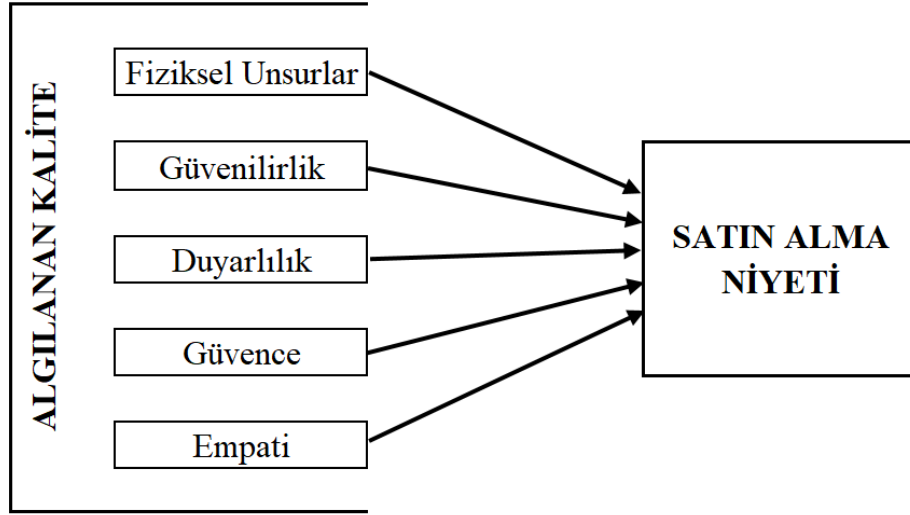 ALGILANAN KALİTE
Fiziksel Unsurlar
Güvenilirlik
Duyarlılık
Güvence
Empati
SATIN ALMA
NİYETİ